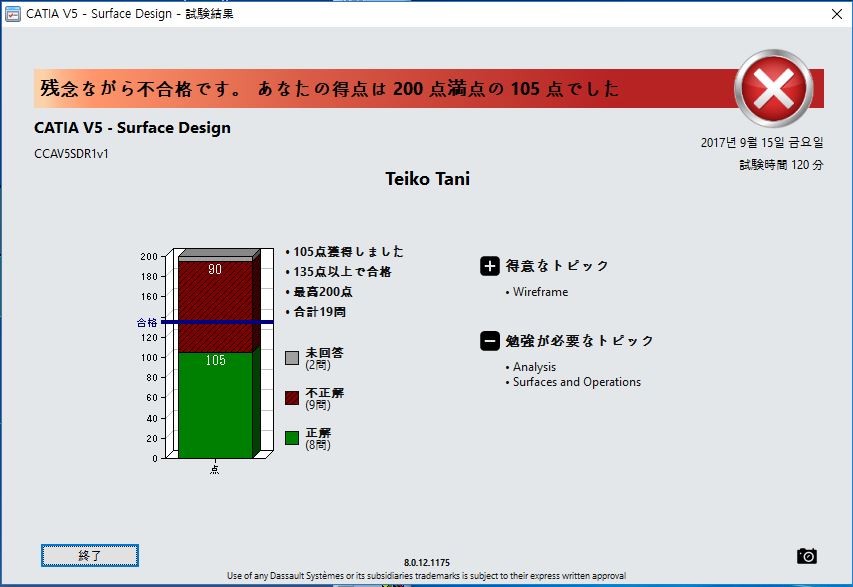 CATIA V5 - Surface Design - 試験結果
残念ながら不合格です。 あなたの得点は 200 点満点の 105 点でした
CATIA V5 - Surface Design
CCAV5SDR1v1
2017년 9월 15일 금요일
試験時間 120 分
Teiko Tani
200
180
160
合格
120
100
80
60
40
20
0
90
105
点
• 105点獲得しました
• 135点以上で合格
• 最高200点
• 合計19問
未回答
(2問)
不正解
(9問)
正解
(8問)
得意なトピック
• Wireframe
勉強が必要なトピック
• Analysis
• Surfaces and Operations
終了
8.0.12.1175
Use of any Dassault Systèmes or its subsidiaries trademarks is subject to their express written approval